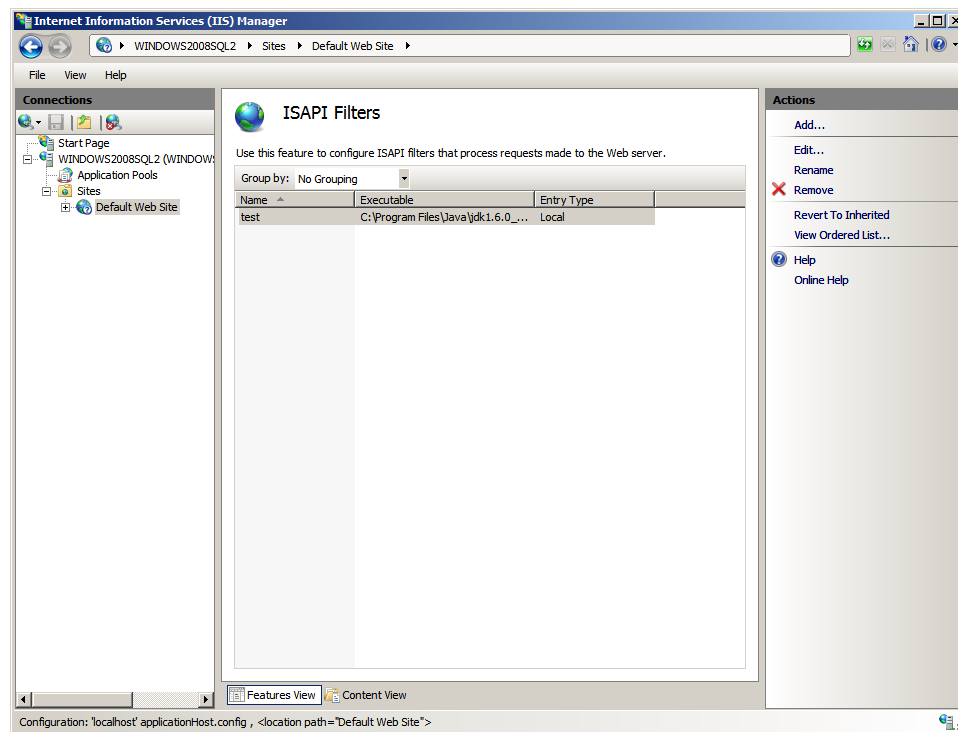 Internet Information Services (IIS) Manager
WINDOWS2008SQL2 Sites Default Web Site
File View Help
Connections
Start Page
WINDOWS2008SQL2 (WINDOW
Application Pools
Sites
Default Web Site
ISAPI Filters
Use this feature to configure ISAPI filters that process requests made to the Web server.
Group by: No Grouping
Name Executable Entry Type
test C:\Program Files\Java\jdk1.6.0_... Local
Features View Content View
Actions
Add...
Edit...
Rename
Remove
Revert To Inherited
View Ordered List...
Help
Online Help
Configuration: 'localhost' applicationHost.config , <location path="Default Web Site">